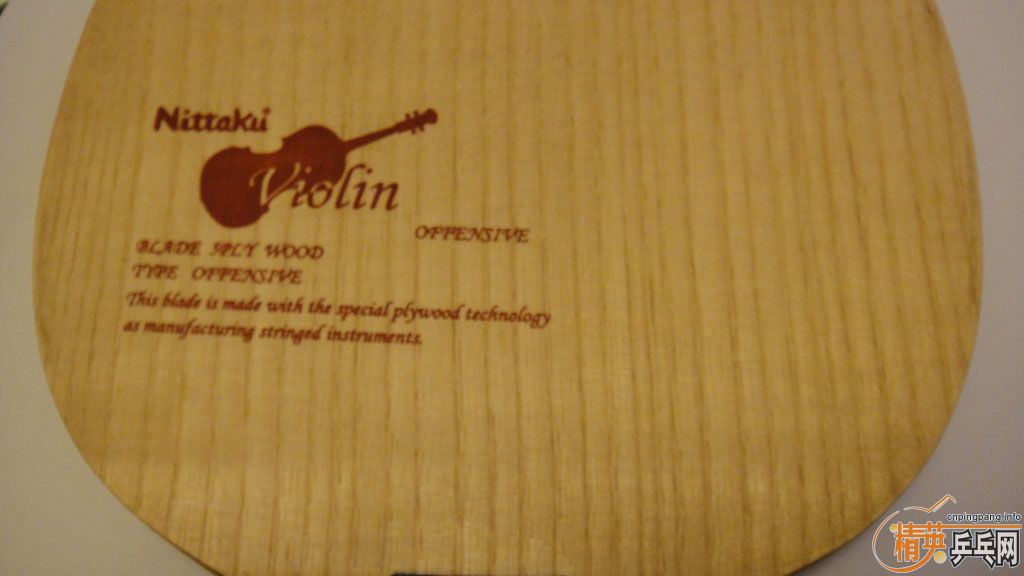 Nittaku
Violin
OFFENSIVE
BLADE 5PLY WOOD
TYPE OFFENSIVE
This blade is made with the special plywood technology
as manufacturing stringed instruments.
cnpingpang.info
精英乒乓网